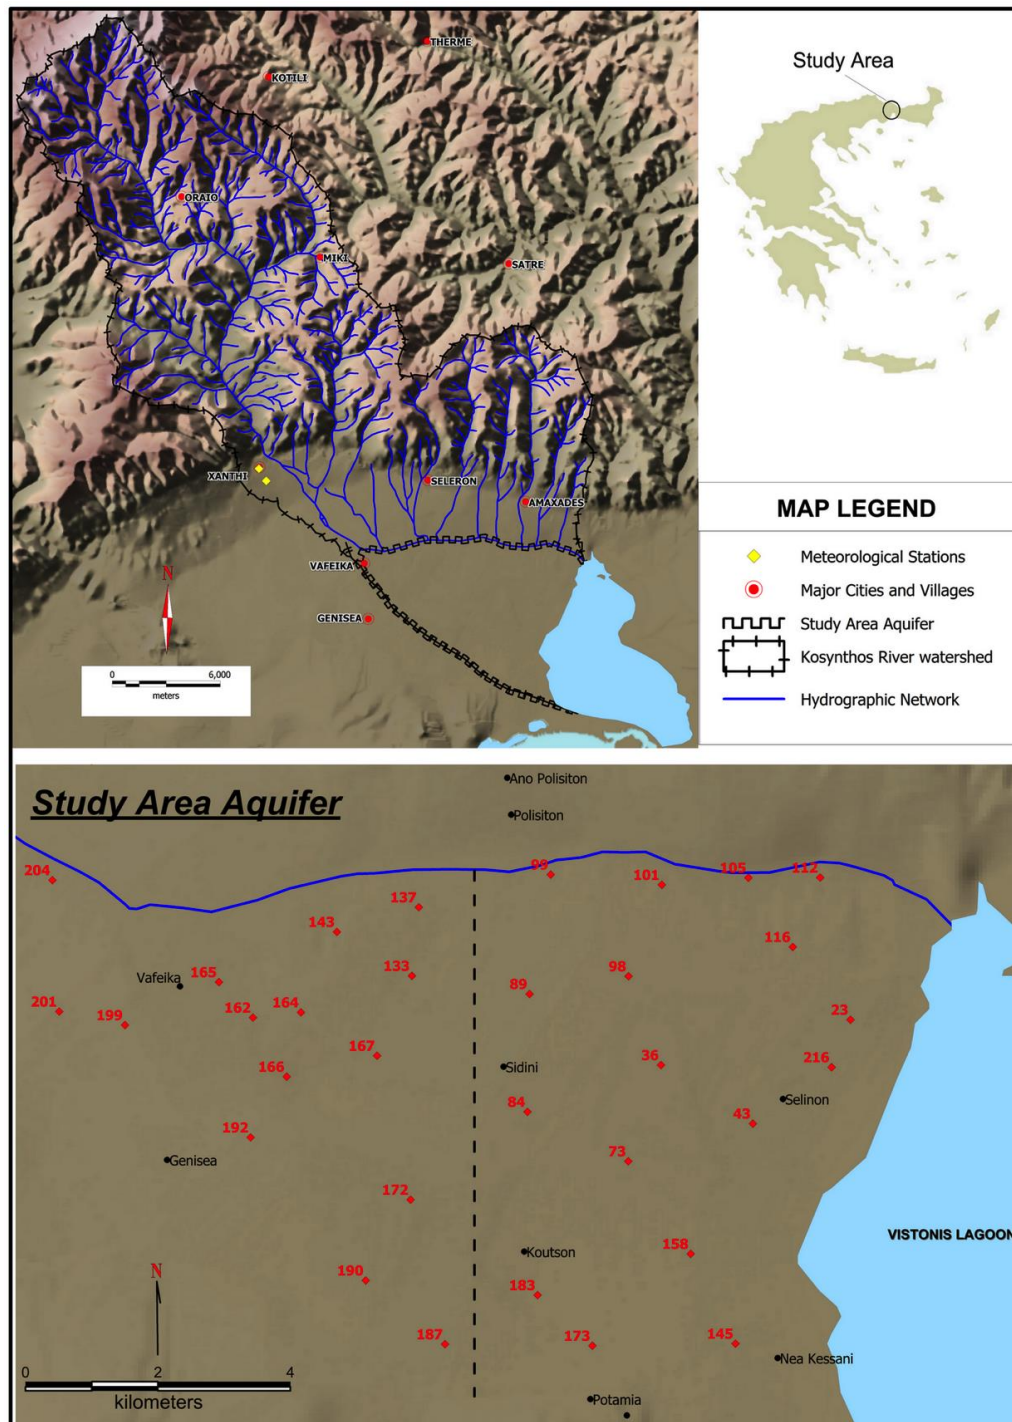 THERME
KOTILI
ORAIO
MIKI
SATRE
XANTHI
SELERON
AMAXADES
VAFEIKA
GENISEA
N
0 6,000
meters
Study Area
MAP LEGEND
Meteorological Stations
Major Cities and Villages
Study Area Aquifer
Kosynthos River watershed
Hydrographic Network
Study Area Aquifer
Ano Polisiton
Polisiton
204
99
101
105
112
137
143
116
133
98
165
Vafeika
89
201
199
162
164
23
167
36
216
166
Sidini
84
Selinon
43
192
Genisea
73
172
VISTONIS LAGOON
158
Koutson
190
183
N
187
173
145
Nea Kessani
0 2 4
kilometers
Potamia